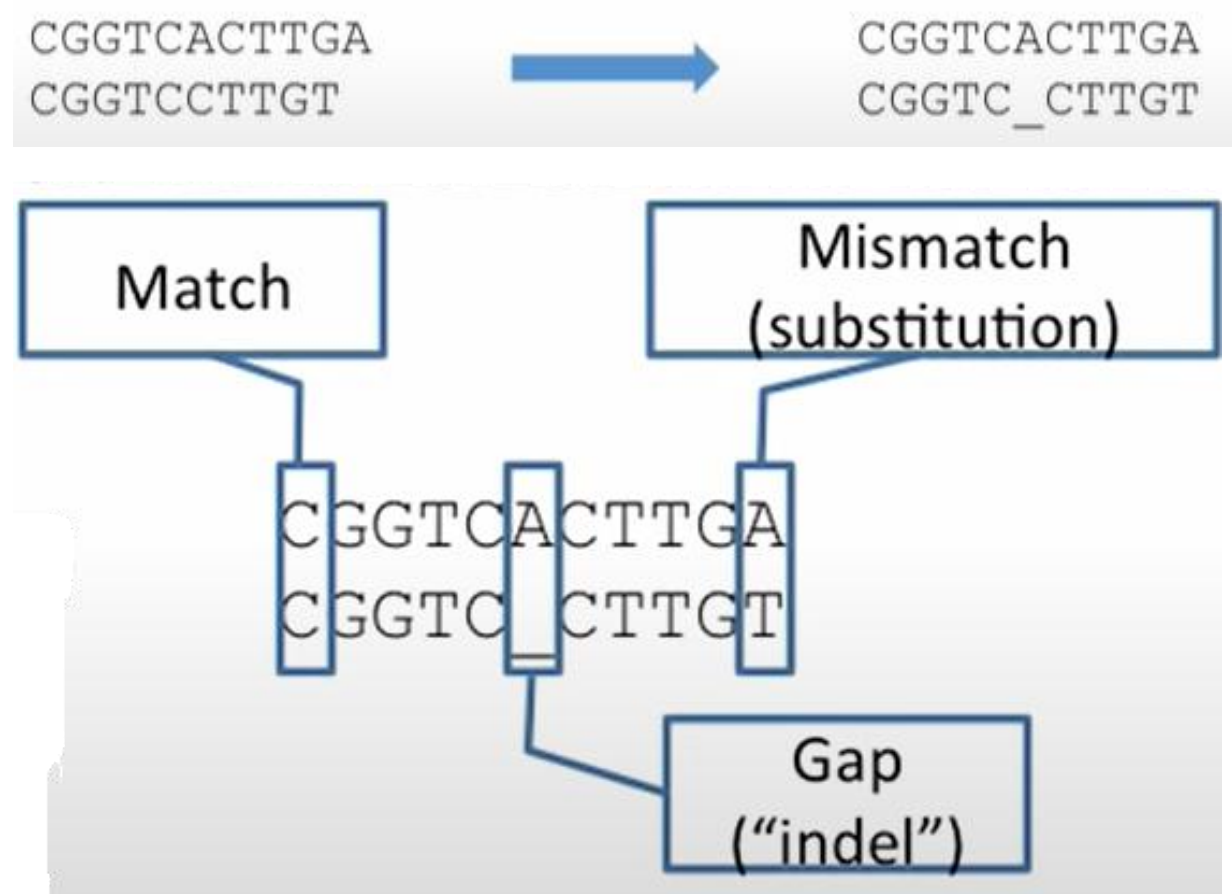 CGGTCACTTGA
CGGTCCTTGT
CGGTCACTTGA
CGGTC_CTTGT
Match
Mismatch
(substitution)
CGGTCACTTGA
CGGTC_CTTGT
Gap
(“indel”)